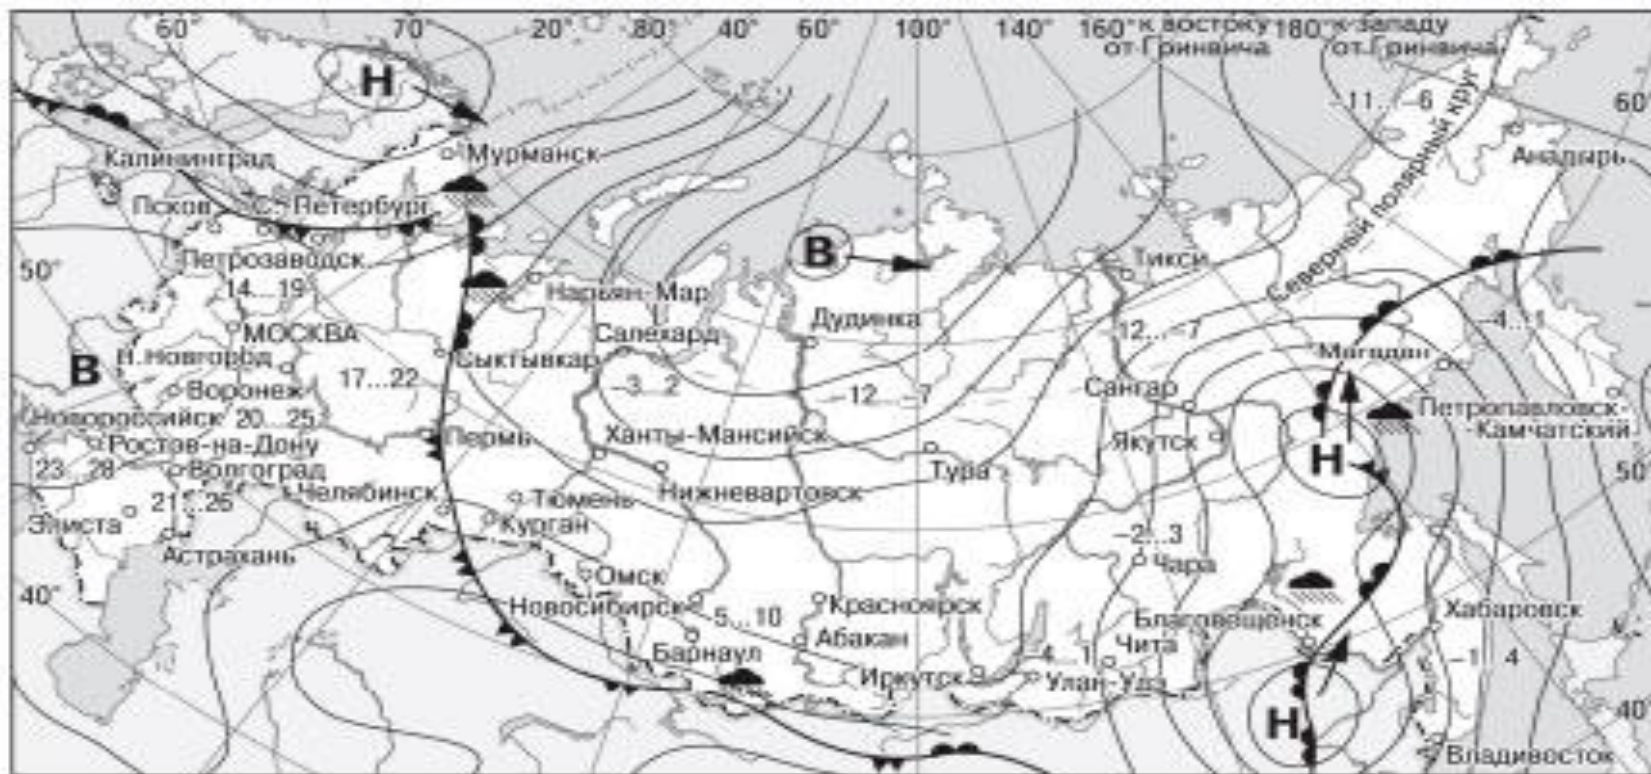 60° 70° 20° 30° 40° 60° 80° 100° 140° 160° к востоку 180° к западу
от Гринвича от Гринвича
Н
-11...-6
60°
Северный полярный круг
Калининград Мурманск Анадырь
Псков С.-Петербург
В
50° Петрозаводск Тикси
14...19 Нарьян-Мар
МОСКВА Салехард Дудинка -12...-7 -4...1
Н.Новгород Сыктывкар Магадан
В 17...22 -3...2 -12...-7 Сангар
Воронеж
Новороссийск 20...25 Петропавловск-
Ростов-на-Дону Пермь Ханты-Мансийск Якутск -Камчатский
23...28 Волгоград Тура Н 50°
Челябинск Тюмень Нижневартовск
21...26 Курган
Элиста
Астрахань -2...3
Омск Чара
40° Новосибирск Красноярск Хабаровск
5...10 Благовещенск
Барнаул Абакан Чита
Иркутск -4...1 Улан-Удэ -1...4
Н 40°
Владивосток